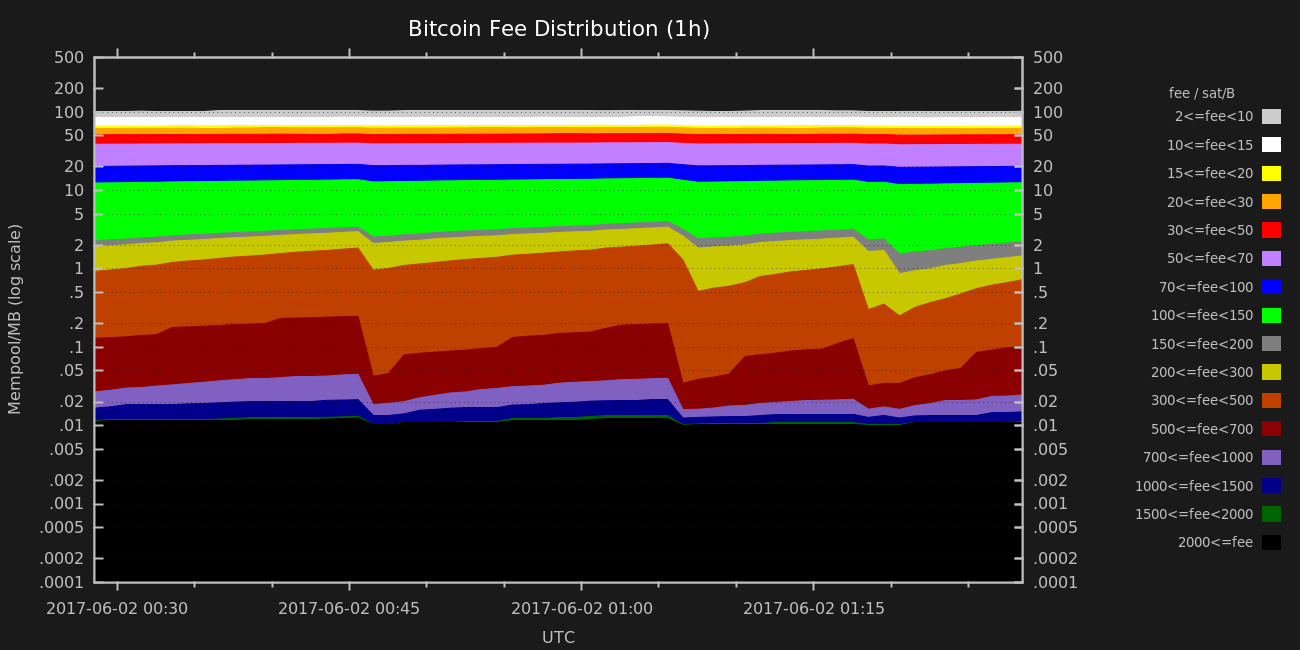 Bitcoin Fee Distribution (1h)
500
200
100
50
20
10
5
2
1
.5
.2
.1
.05
.02
.01
.005
.002
.001
.0005
.0002
.0001
Mempool/MB (log scale)
500
200
100
50
20
10
5
2
1
.5
.2
.1
.05
.02
.01
.005
.002
.001
.0005
.0002
.0001
2017-06-02 00:30
2017-06-02 00:45
2017-06-02 01:00
2017-06-02 01:15
UTC
fee / sat/B
2<=fee<10
10<=fee<15
15<=fee<20
20<=fee<30
30<=fee<50
50<=fee<70
70<=fee<100
100<=fee<150
150<=fee<200
200<=fee<300
300<=fee<500
500<=fee<700
700<=fee<1000
1000<=fee<1500
1500<=fee<2000
2000<=fee